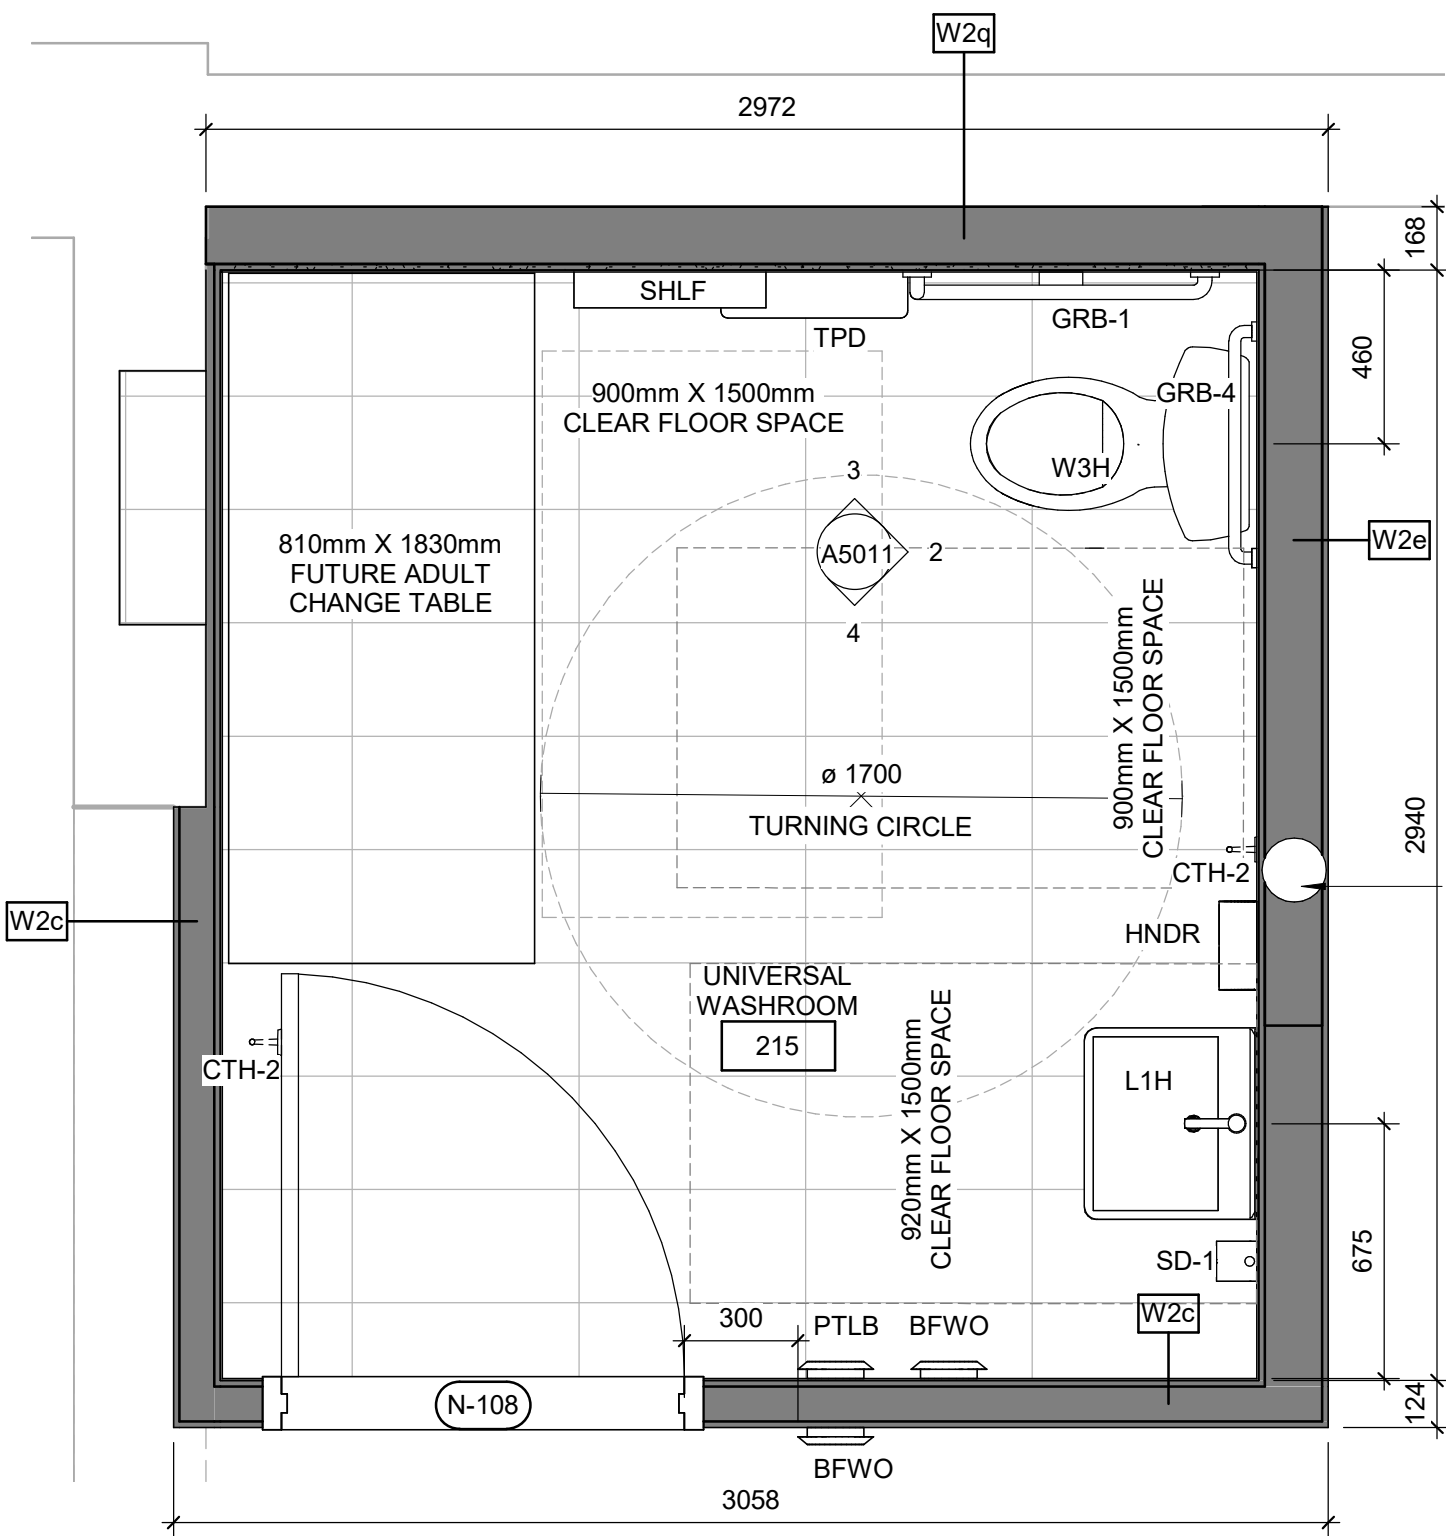 W2q
2972
168
SHLF
TPD
GRB-1
460
900mm X 1500mm
CLEAR FLOOR SPACE
GRB-4
W3H
3
A5011
2
4
W2e
810mm X 1830mm
FUTURE ADULT
CHANGE TABLE
900mm X 1500mm
CLEAR FLOOR SPACE
ø 1700
TURNING CIRCLE
2940
CTH-2
W2c
HNDR
UNIVERSAL
WASHROOM
215
920mm X 1500mm
CLEAR FLOOR SPACE
CTH-2
L1H
675
SD-1
W2c
300
PTLB
BFWO
N-108
124
BFWO
3058